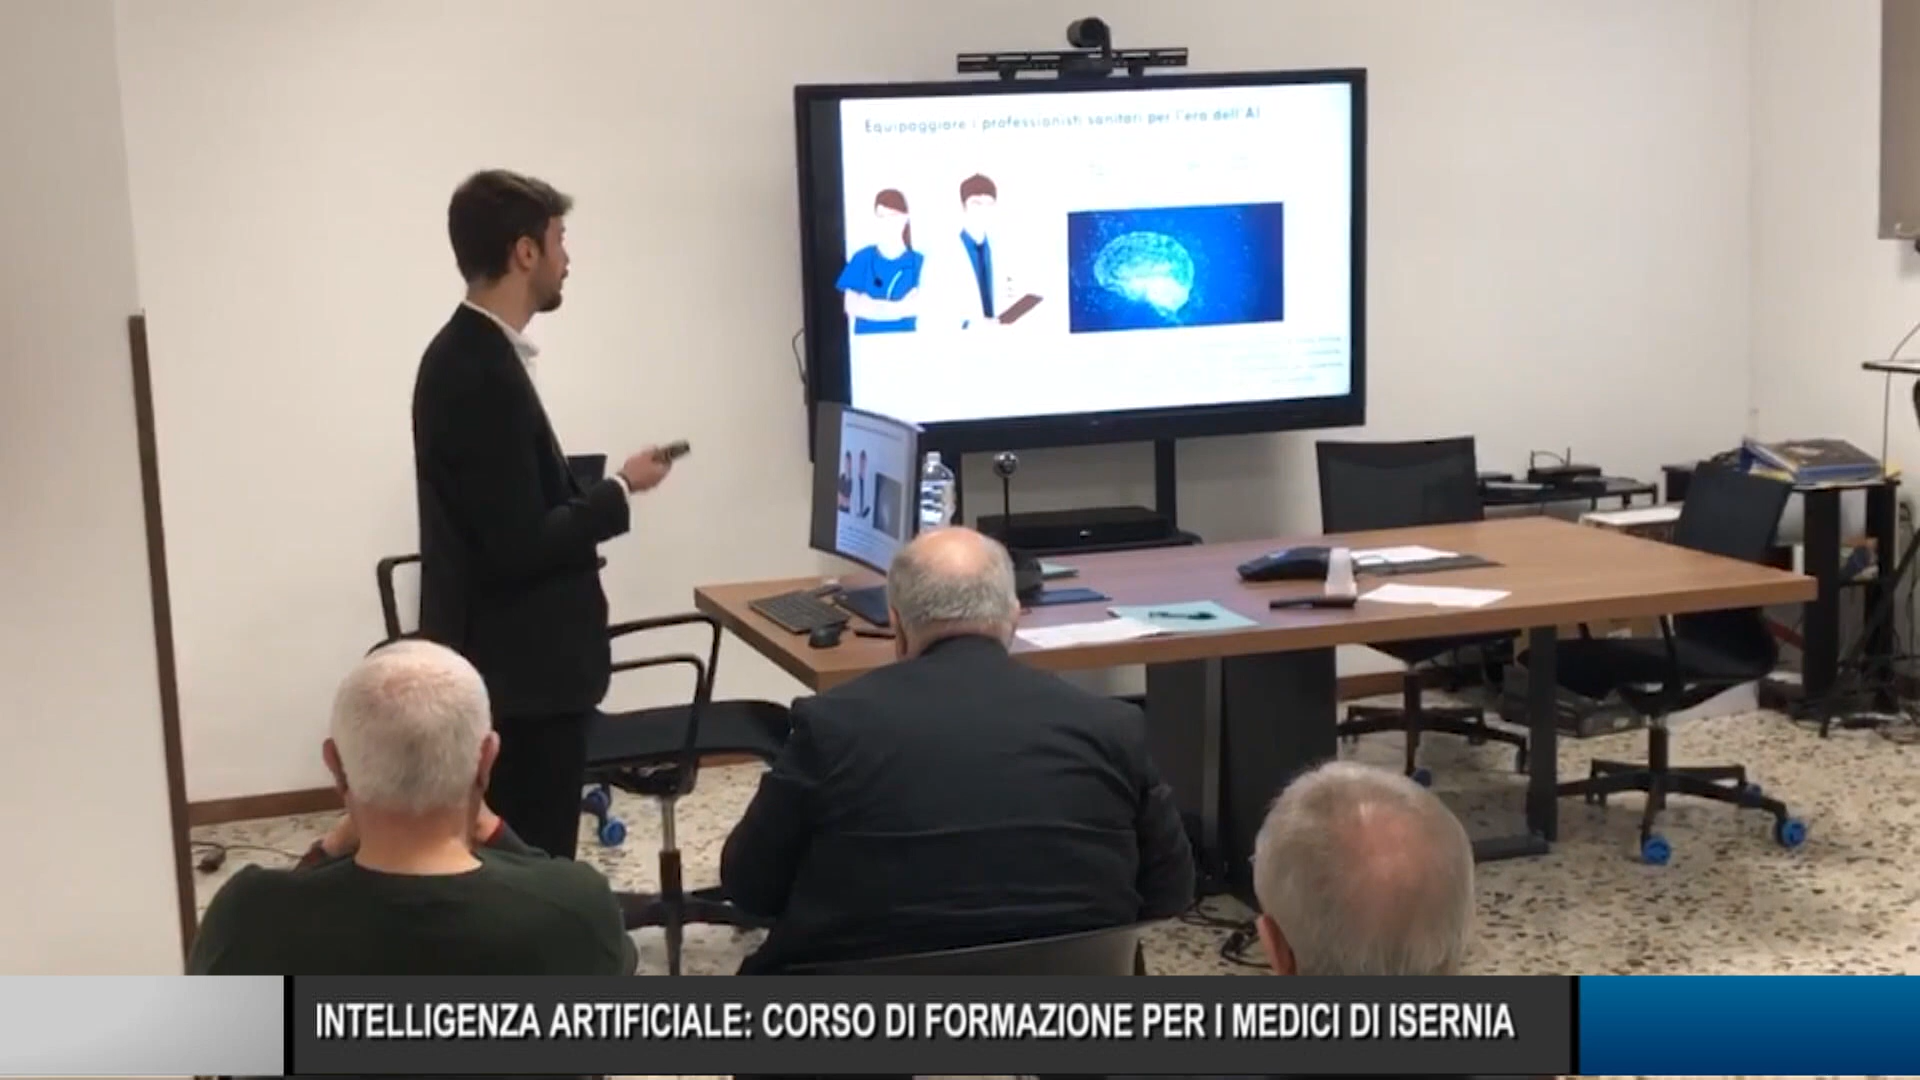 Equipaggiare i professionisti sanitari per l'era dell'AI
INTELLIGENZA ARTIFICIALE: CORSO DI FORMAZIONE PER I MEDICI DI ISERNIA